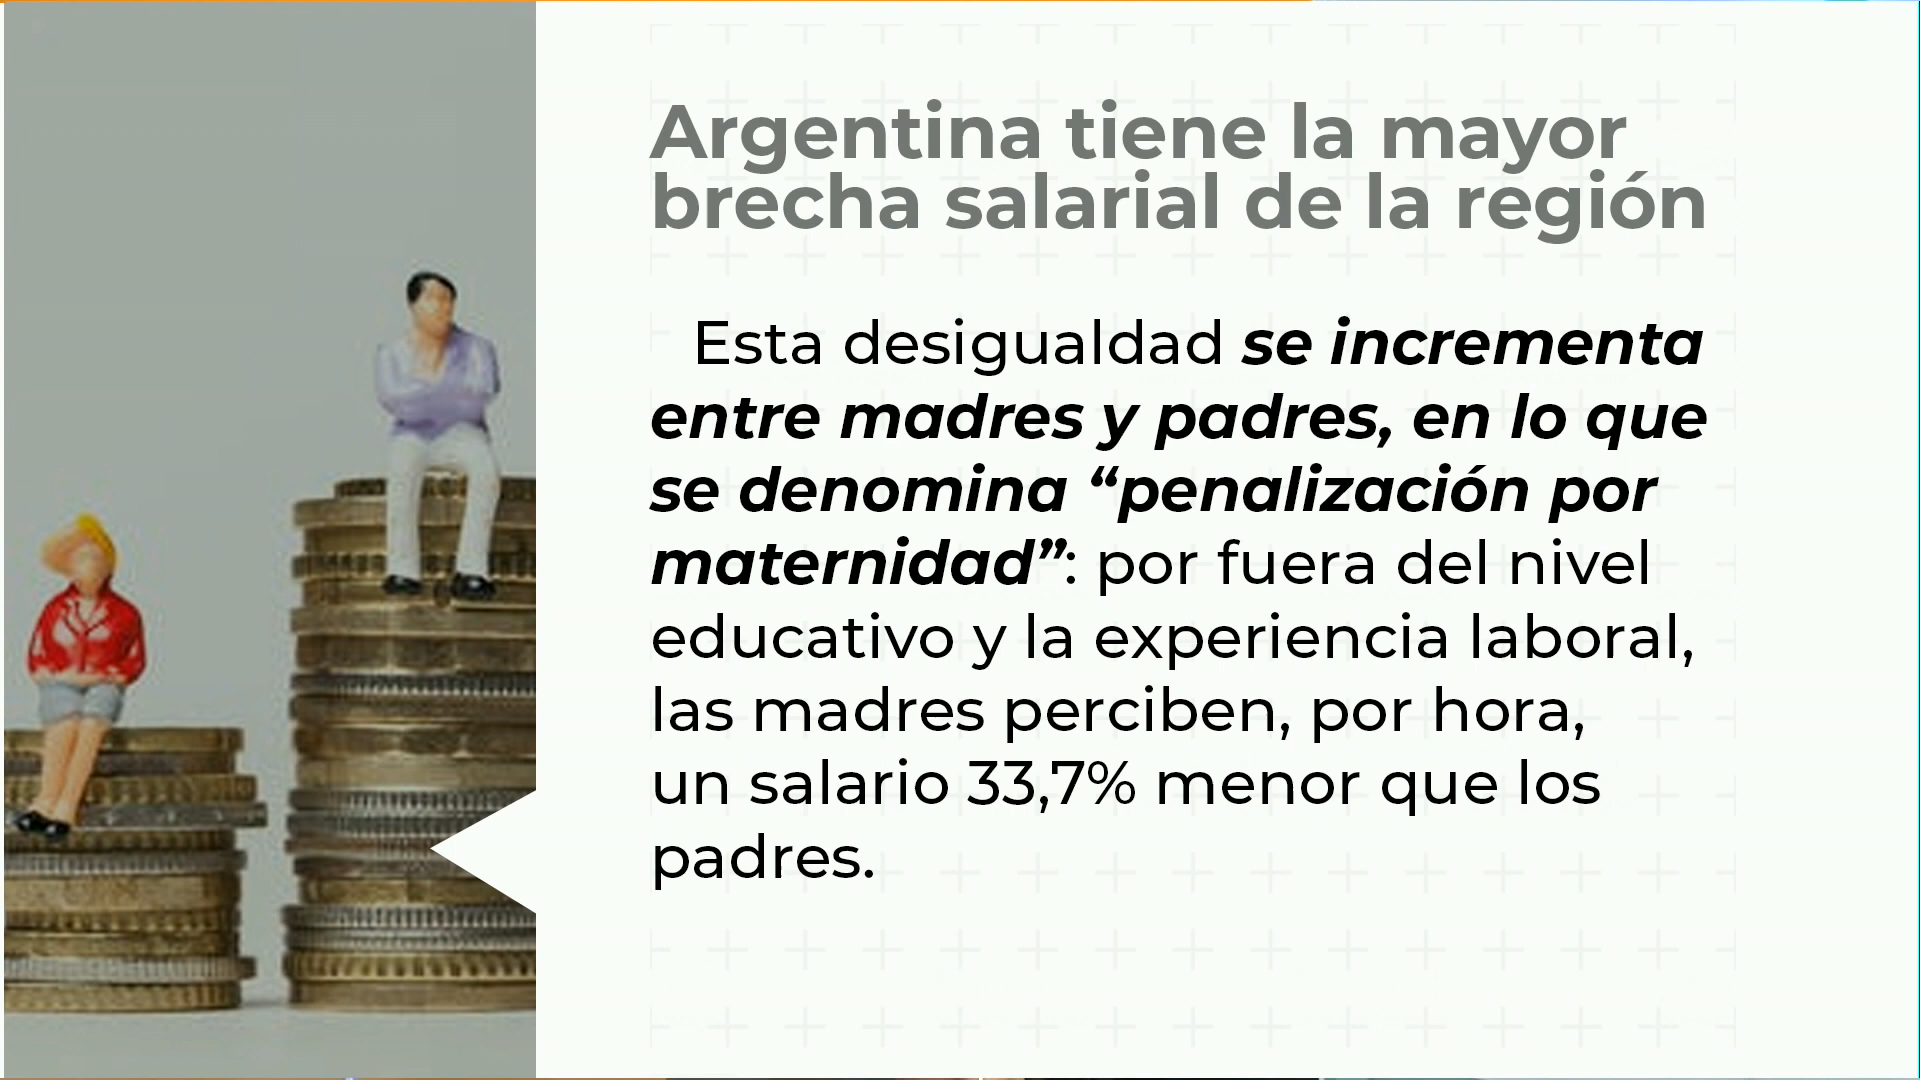 Argentina tiene la mayor
brecha salarial de la región
Esta desigualdad se incrementa
entre madres y padres, en lo que
se denomina “penalización por
maternidad”: por fuera del nivel
educativo y la experiencia laboral,
las madres perciben, por hora,
un salario 33,7% menor que los
padres.